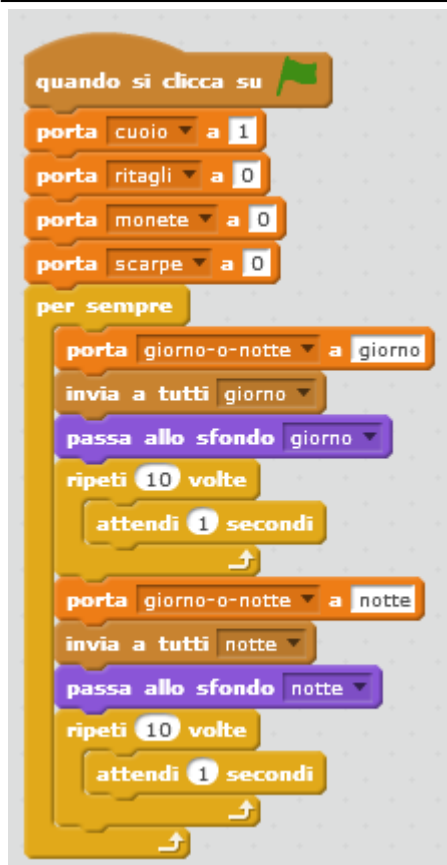 quando si clicca su
porta cuoio a 1
porta ritagli a 0
porta monete a 0
porta scarpe a 0
per sempre
porta giorno-o-notte a giorno
invia a tutti giorno
passa allo sfondo giorno
ripeti 10 volte
attendi 1 secondi
porta giorno-o-notte a notte
invia a tutti notte
passa allo sfondo notte
ripeti 10 volte
attendi 1 secondi